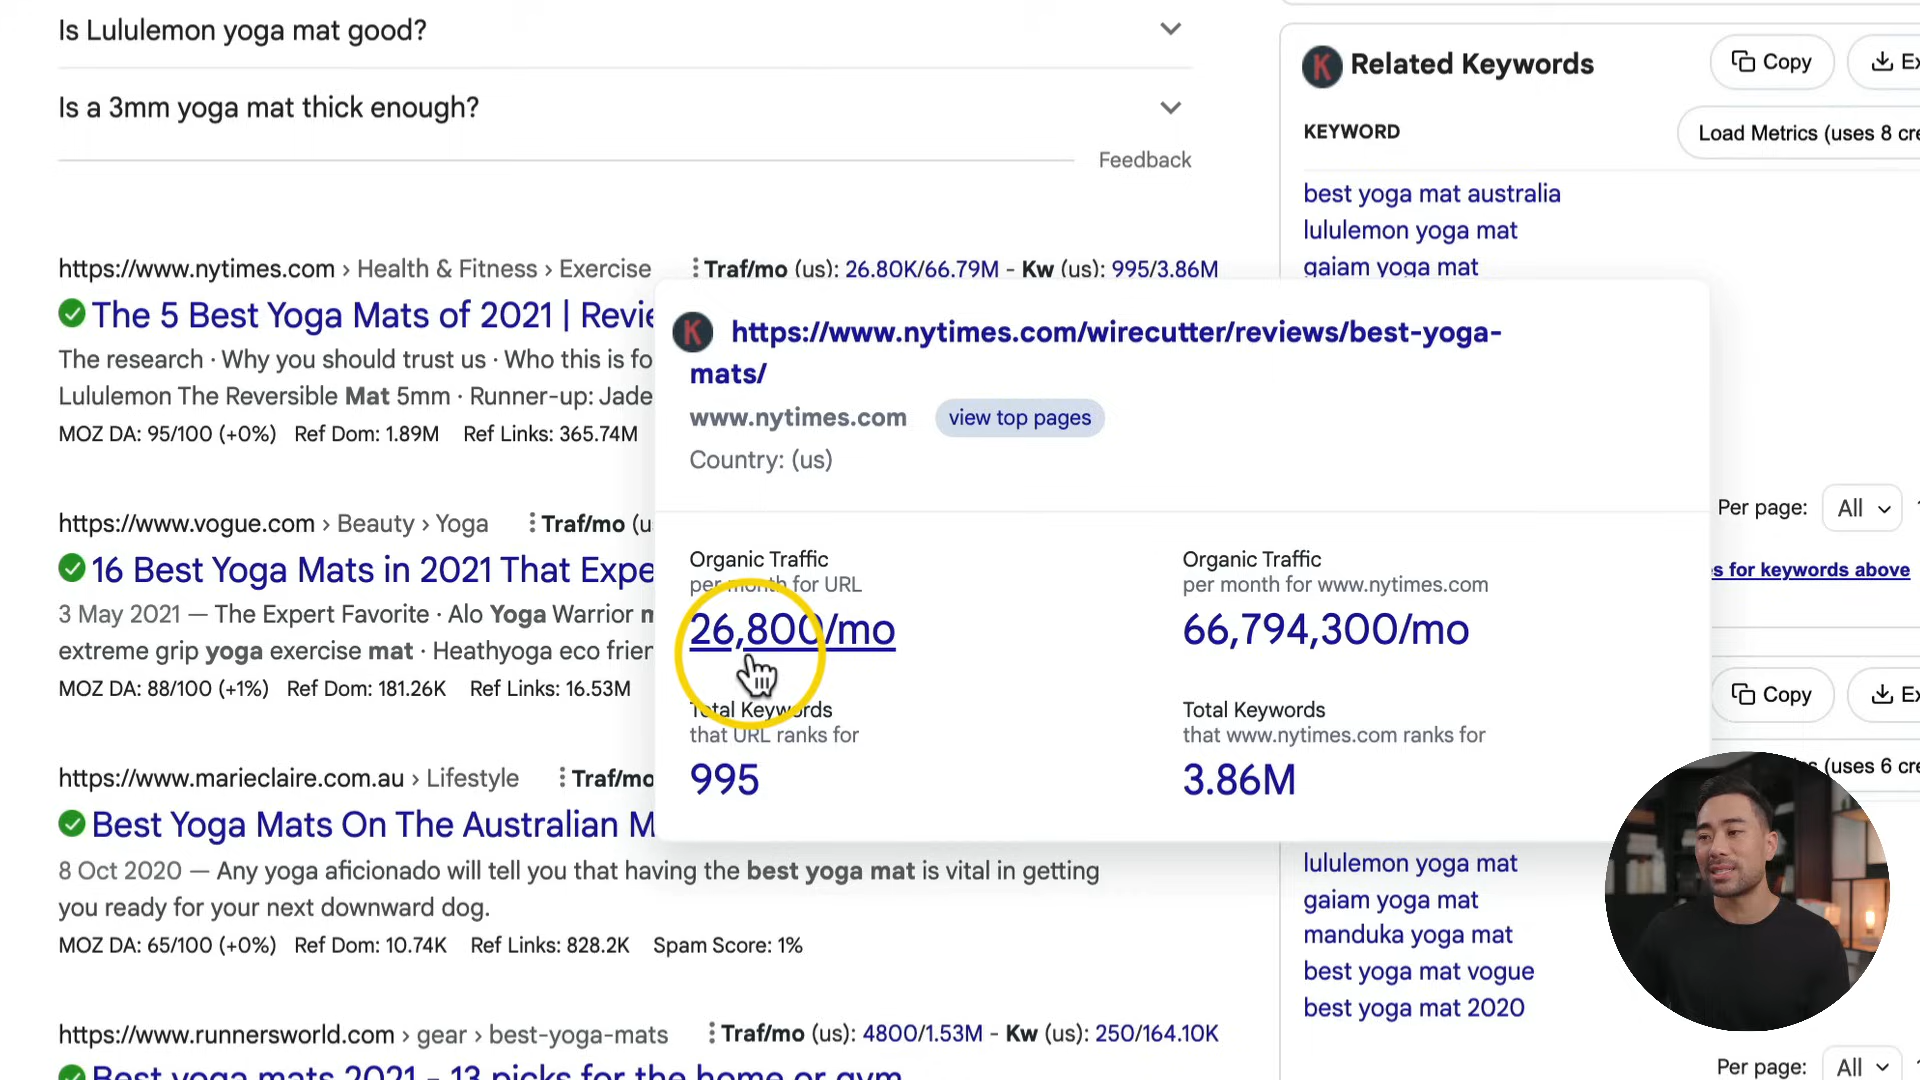 Is Lululemon yoga mat good?
Is a 3mm yoga mat thick enough?
Feedback
https://www.nytimes.com › Health & Fitness › Exercise
Traf/mo (us): 26.80K/66.79M - Kw (us): 995/3.86M
The 5 Best Yoga Mats of 2021 |
The research · Why you should trust us · Who this is
Lululemon The Reversible Mat 5mm · Runner-up: Jade
MOZ DA: 95/100 (+0%) Ref Dom: 1.89M Ref Links: 365.74M
https://www.nytimes.com/wirecutter/reviews/best-yoga-
mats/
www.nytimes.com view top pages
Country: (us)
Organic Traffic
per month for URL
26,800/mo
Total Keywords
that URL ranks for
995
Organic Traffic
per month for www.nytimes.com
66,794,300/mo
Total Keywords
that www.nytimes.com ranks for
3.86M
https://www.vogue.com › Beauty › Yoga
Traf/mo
16 Best Yoga Mats in 2021 That
3 May 2021 — The Expert Favorite · Alo Yoga Warrior
extreme grip yoga exercise mat · Heathyoga eco
MOZ DA: 88/100 (+1%) Ref Dom: 181.26K Ref Links: 16.53M
https://www.marieclaire.com.au › Lifestyle
Traf/mo
Best Yoga Mats On The Australian
8 Oct 2020 — Any yoga aficionado will tell you that having the best yoga mat is vital in getting
you ready for your next downward dog.
MOZ DA: 65/100 (+0%) Ref Dom: 10.74K Ref Links: 828.2K Spam Score: 1%
https://www.runnersworld.com › gear › best-yoga-mats
Traf/mo (us): 4800/1.53M - Kw (us): 250/164.10K
Best yoga mats 2021 - 13 picks for the home or gym
K Related Keywords
Copy
KEYWORD
Load Metrics (uses 8
best yoga mat australia
lululemon yoga mat
gaiam yoga mat
Per page: All
for keywords above
Copy
(uses 6
lululemon yoga mat
gaiam yoga mat
manduka yoga mat
best yoga mat vogue
best yoga mat 2020
Per page: All